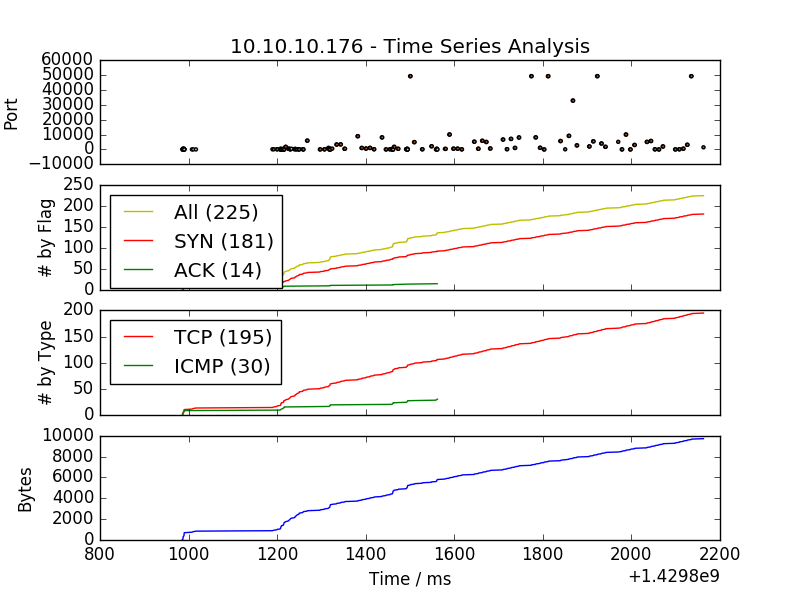 10.10.10.176 - Time Series Analysis
Port
60000
50000
40000
30000
20000
10000
0
−10000
# by Flag
250
200
150
100
50
0
All (225)
SYN (181)
ACK (14)
# by Type
200
150
100
50
0
TCP (195)
ICMP (30)
Bytes
10000
8000
6000
4000
2000
0
800 1000 1200 1400 1600 1800 2000 2200
Time / ms
+1.4298e9